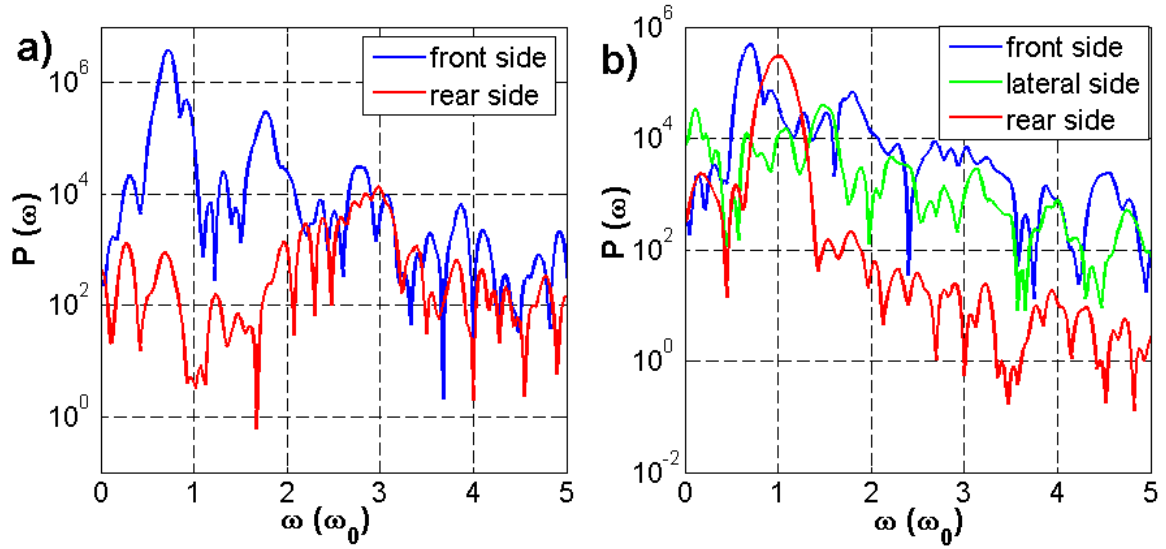 a)
front side
rear side
10^6
10^4
10^2
10^0
P (ω)
0 1 2 3 4 5
ω (ω_0)
b)
front side
lateral side
rear side
10^6
10^4
10^2
10^0
10^-2
P (ω)
0 1 2 3 4 5
ω (ω_0)